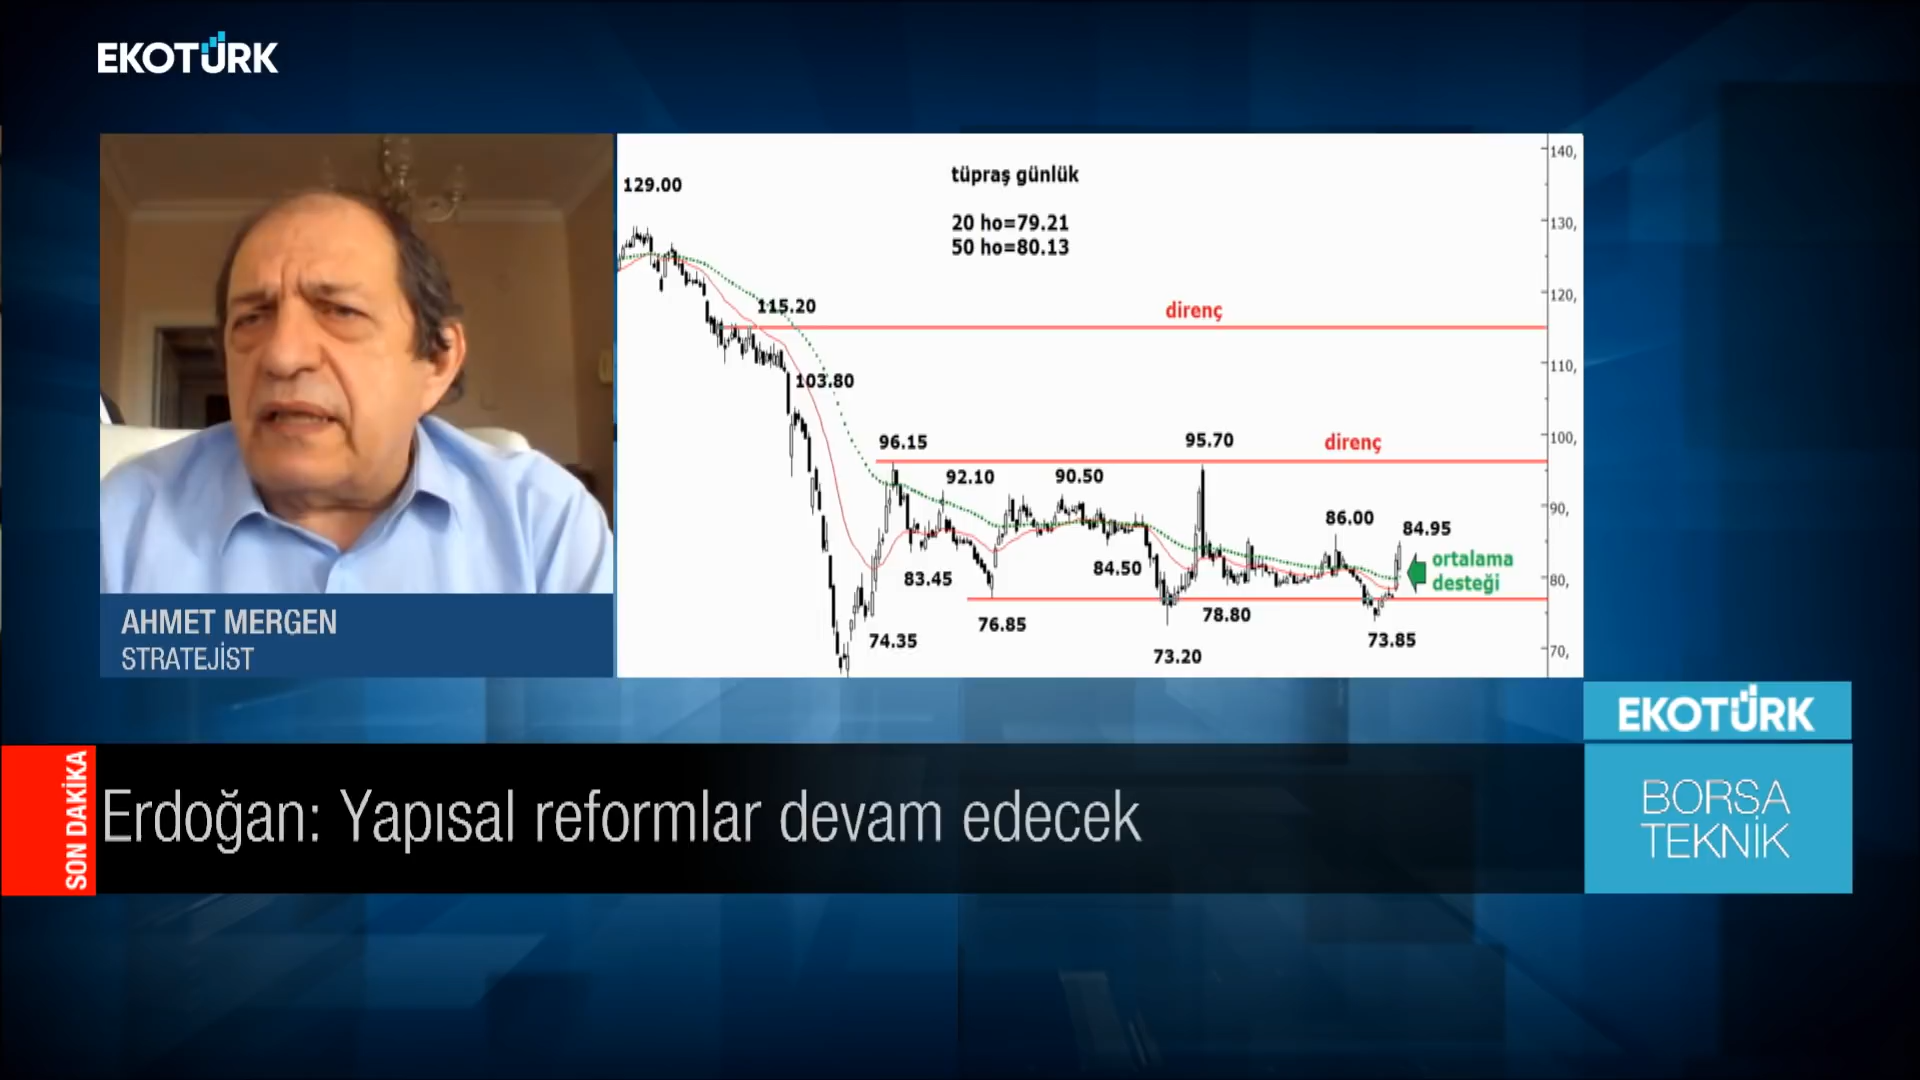 EKOTÜRK
129.00
tüpraş günlük
20 ho=79.21
50 ho=80.13
115.20
direnç
103.80
96.15
92.10
90.50
95.70
direnç
86.00
84.95
ortalama
desteği
83.45
84.50
78.80
74.35
76.85
73.20
73.85
140,
130,
120,
110,
100,
90,
80,
70,
AHMET MERGEN
STRATEJİST
EKOTÜRK
SON DAKİKA
Erdoğan: Yapısal reformlar devam edecek
BORSA
TEKNİK